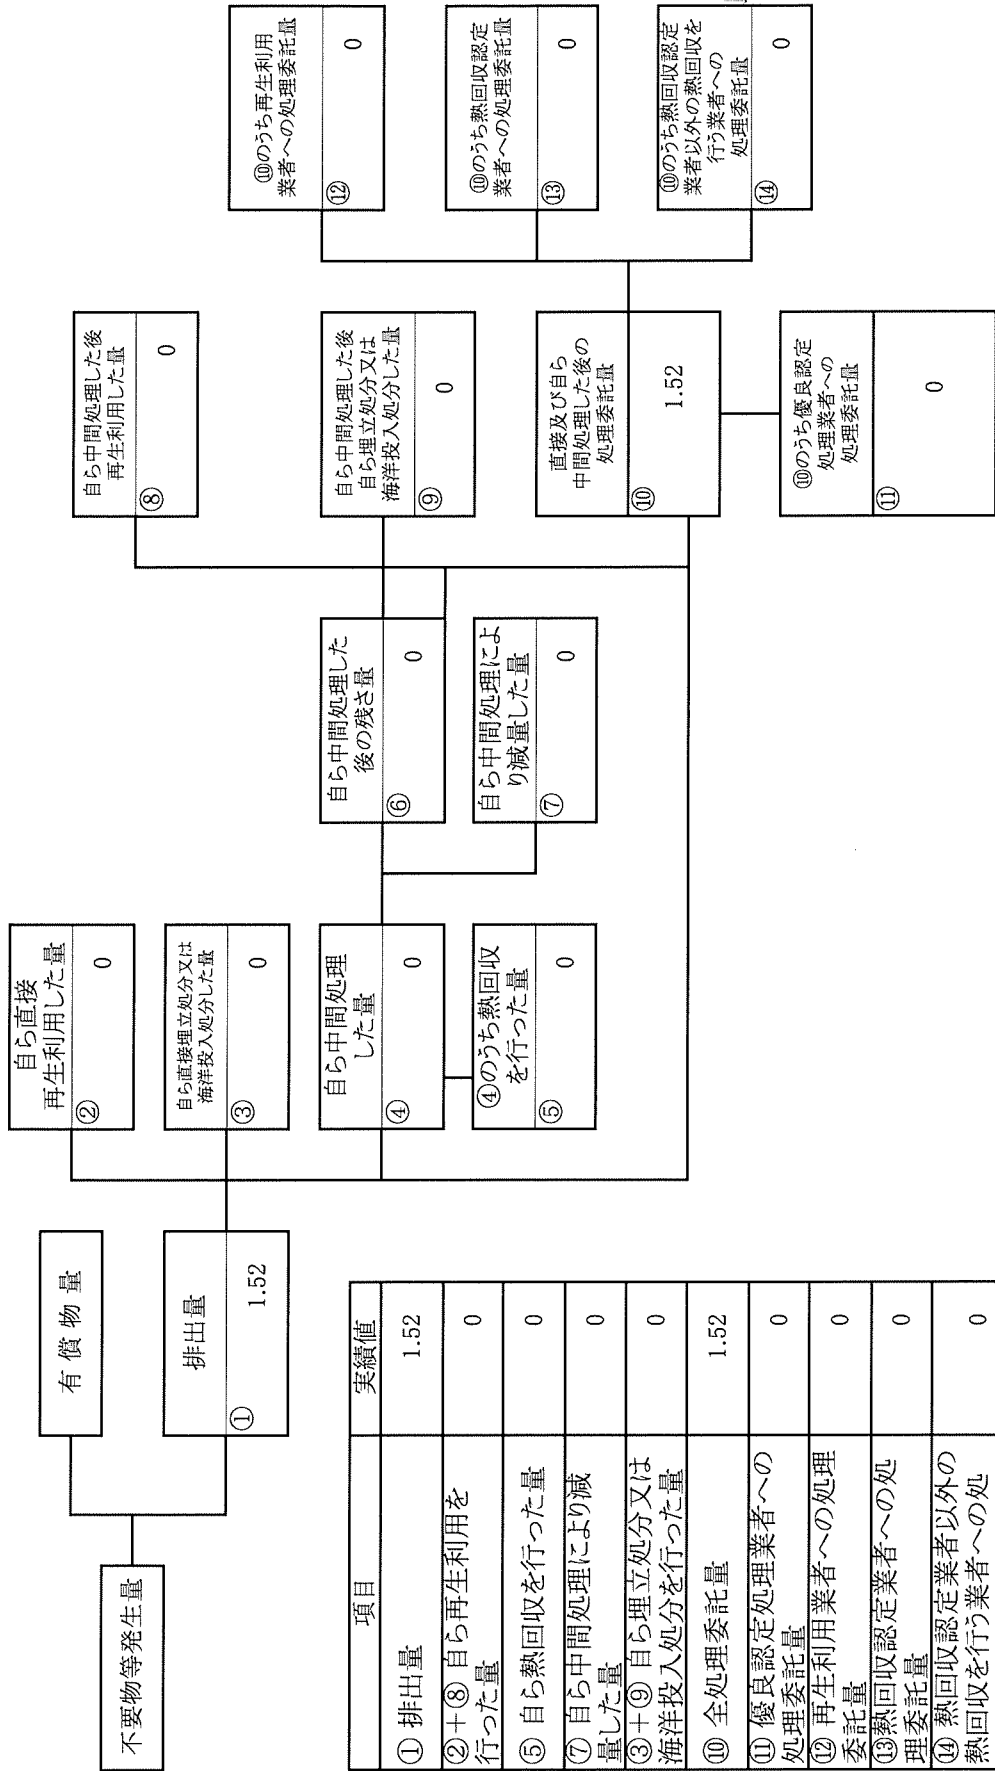 不要物等発生量
有 償 物 量
排出量
①
1.52
自ら直接
再生利用した量
②
0
自ら直接埋立処分又は
海洋投入処分した量
③
0
自ら中間処理
した量
④
0
④のうち熱回収
を行った量
⑤
0
自ら中間処理した
後の残さ量
⑥
0
自ら中間処理によ
り減量した量
⑦
0
自ら中間処理した後
再生利用した量
⑧
0
自ら中間処理した後
自ら埋立処分又は
海洋投入処分した量
⑨
0
直接及び自ら
中間処理した後の
処理委託量
⑩
1.52
⑩のうち優良認定
処理業者への
処理委託量
⑪
0
⑩のうち再生利用
業者への処理委託量
⑫
0
⑩のうち熱回収認定
業者への処理委託量
⑬
0
⑩のうち熱回収認定
業者以外の熱回収を
行う業者への
処理委託量
⑭
0
項目 実績値
① 排出量 1.52
②+⑧ 自ら再生利用を
行った量 0
⑤ 自ら熱回収を行った量 0
⑦ 自ら中間処理により減
量した量 0
③+⑨ 自ら埋立処分又は
海洋投入処分を行った量 0
⑩ 全処理委託量 1.52
⑪ 優良認定処理業者への
処理委託量 0
⑫ 再生利用業者への処理
委託量 0
⑬熱回収認定業者への処
理委託量 0
⑭ 熱回収認定業者以外の
熱回収を行う業者への処 0